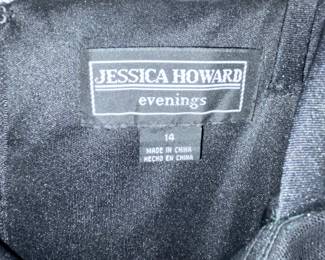 JESSICA HOWARD
evenings
14
MADE IN CHINA
HECHO EN CHINA